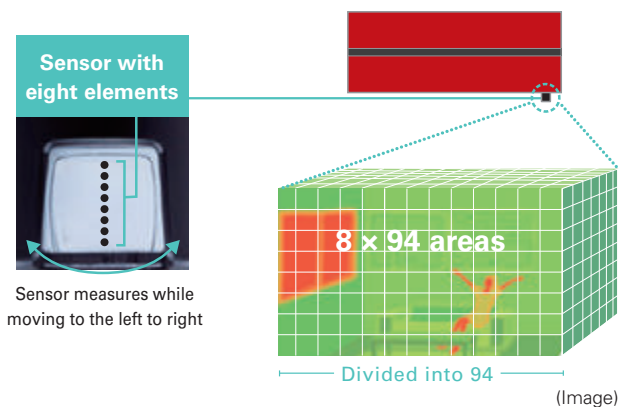 Sensor with
eight elements
8 × 94 areas
Sensor measures while
moving to the left to right
Divided into 94
(Image)